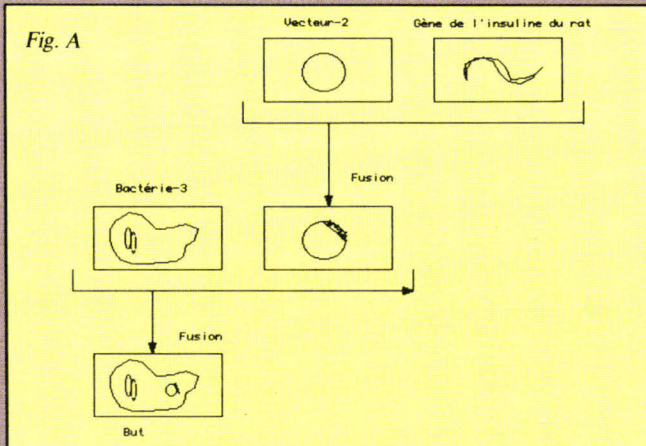 Fig. A
Vecteur-2
Gène de l'insuline du rat
Fusion
Bactérie-3
Fusion
But